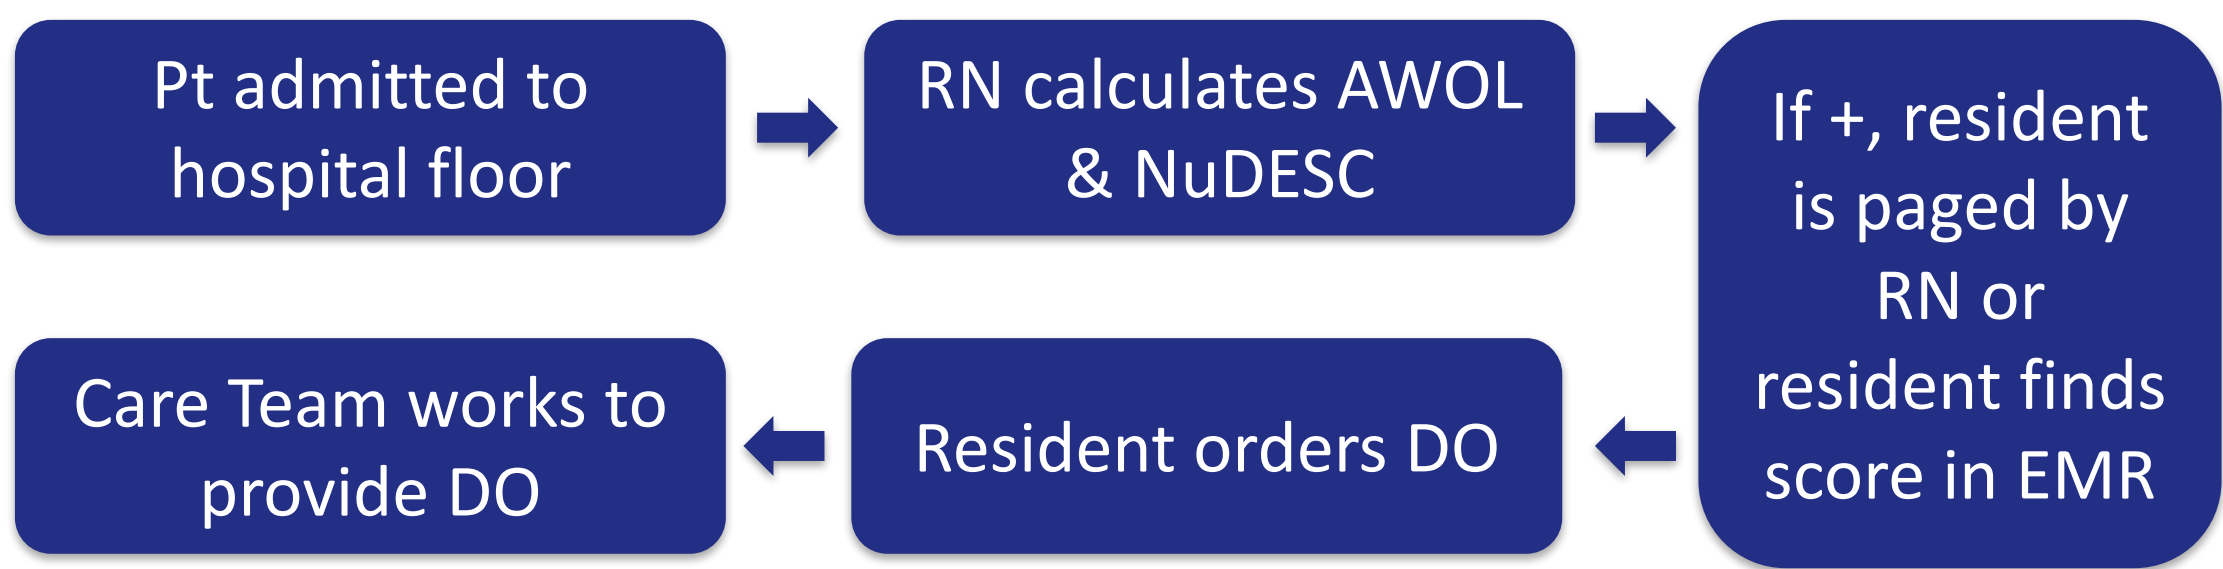 Pt admitted to
hospital floor
RN calculates AWOL
& NuDESC
If +, resident
is paged by
RN or
resident finds
score in EMR
Resident orders DO
Care Team works to
provide DO